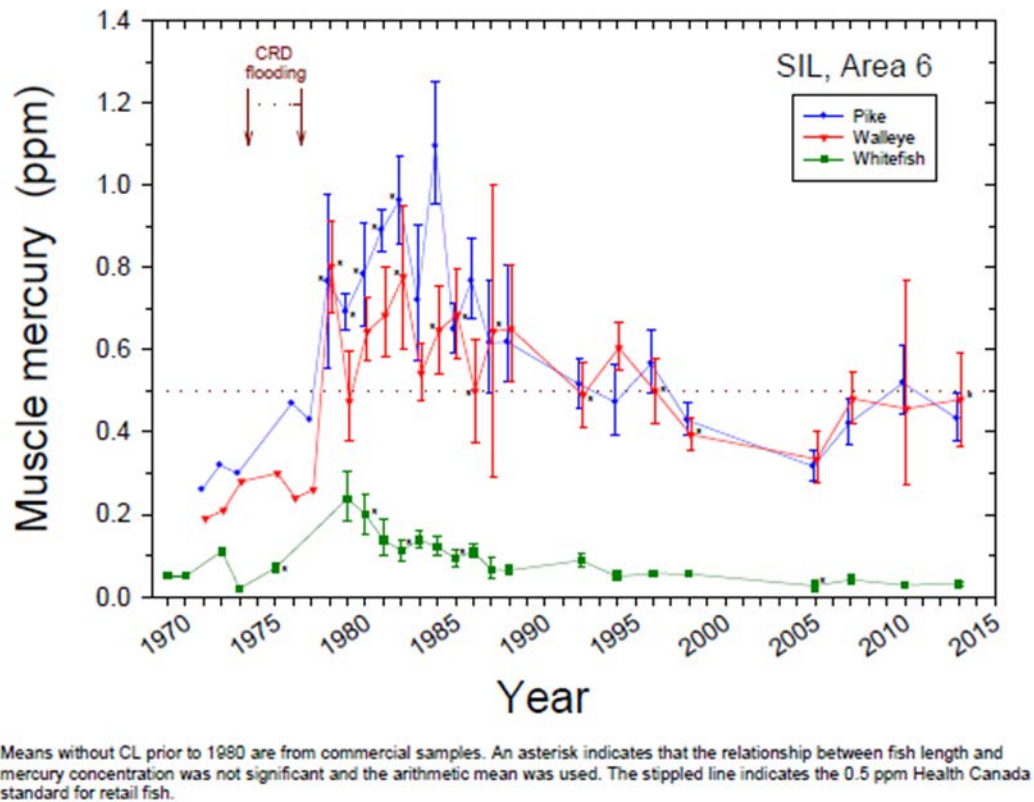 1.4
1.2
1.0
0.8
0.6
0.4
0.2
0.0
Muscle mercury (ppm)
CRD
flooding
SIL, Area 6
Pike
Walleye
Whitefish
1970
1975
1980
1985
1990
1995
2000
2005
2010
2015
Year
Means without CL prior to 1980 are from commercial samples. An asterisk indicates that the relationship between fish length and
mercury concentration was not significant and the arithmetic mean was used. The stippled line indicates the 0.5 ppm Health Canada
standard for retail fish.